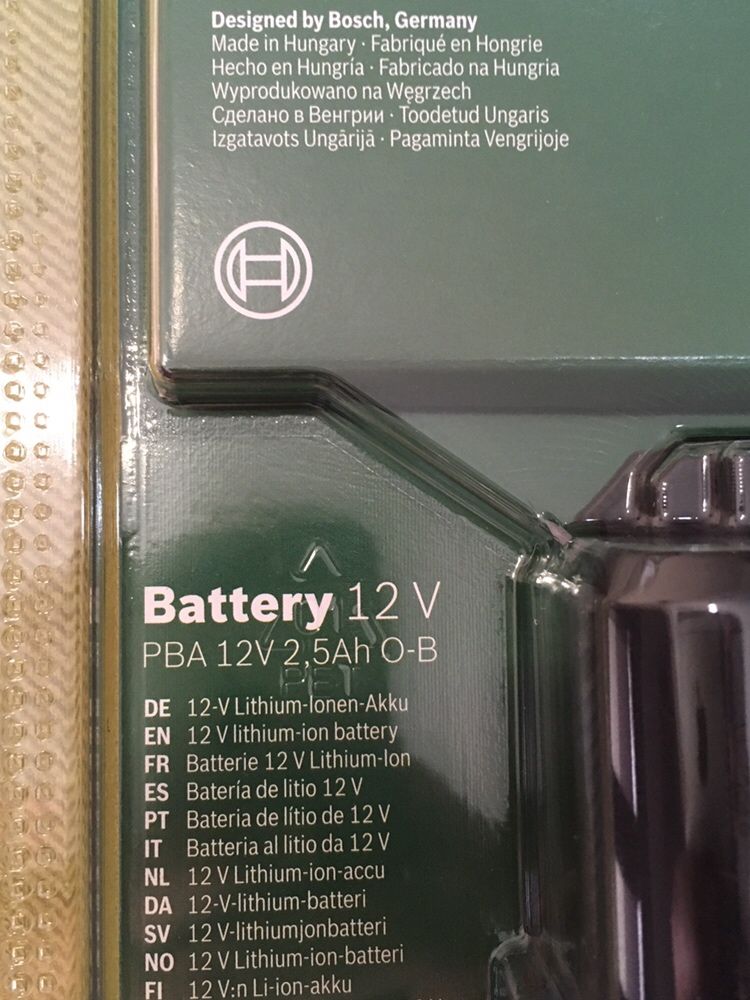 Designed by Bosch, Germany
Made in Hungary · Fabriqué en Hongrie
Hecho en Hungría · Fabricado na Hungria
Wyprodukowano na Węgrzech
Сделано в Венгрии · Toodetud Ungaris
Izgatavots Ungārijā · Pagaminta Vengrijoje
Battery 12 V
PBA 12V 2,5Ah O-B
PET
DE 12-V Lithium-Ionen-Akku
EN 12 V lithium-ion battery
FR Batterie 12 V Lithium-Ion
ES Batería de litio 12 V
PT Bateria de lítio de 12 V
IT Batteria al litio da 12 V
NL 12 V Lithium-ion-accu
DA 12-V-lithium-batteri
SV 12 V-lithiumjonbatteri
NO 12 V Lithium-ion-batteri
FI 12 V:n Li-ion-akku